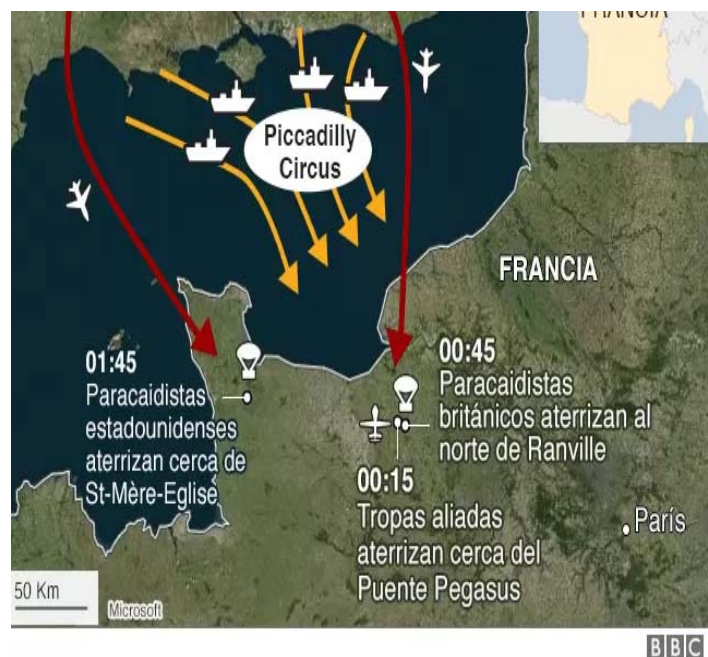 FRANCIA
Piccadilly
Circus
FRANCIA
01:45
Paracaidistas
estadounidenses
aterrizan cerca de
St-Mère-Eglise
00:45
Paracaidistas
británicos aterrizan al
norte de Ranville
00:15
Tropas aliadas
aterrizan cerca del
Puente Pegasus
París
50 Km
Microsoft
BBC